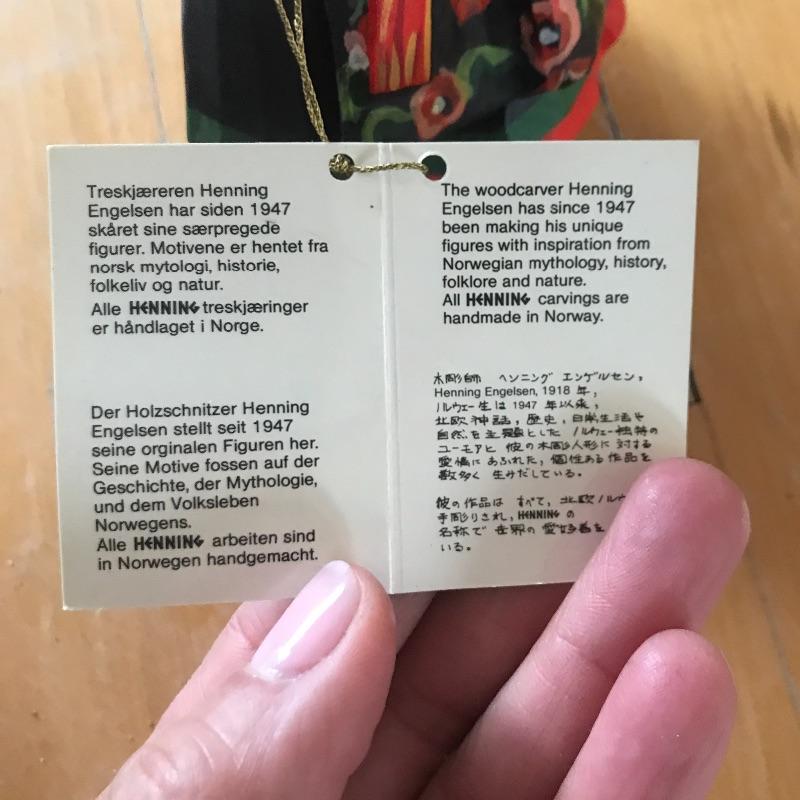 Treskjæreren Henning
Engelsen har siden 1947
skåret sine særpregede
figurer. Motivene er hentet fra
norsk mytologi, historie,
folkeliv og natur.
Alle HENNING treskjæringer
er håndlaget i Norge.
Der Holzschnitzer Henning
Engelsen stellt seit 1947
seine orginalen Figuren her.
Seine Motive fossen auf der
Geschichte, der Mythologie,
und dem Volksleben
Norwegens.
Alle HENNING arbeiten sind
in Norwegen handgemacht.
The woodcarver Henning
Engelsen has since 1947
been making his unique
figures with inspiration from
Norwegian mythology, history,
folklore and nature.
All HENNING carvings are
handmade in Norway.
木彫師 ヘンニング エンゲルセン,
Henning Engelsen, 1918 年,
ノルウェー生は 1947 年以来,
北欧神話, 歴史, 日常生活や
自然を主題とした ノルウェー独特の
ユーモアと 彼の木彫人形に対する
愛情にあふれた, 個性ある作品を
数多く 生みだしている。
彼の作品は すべて, 北欧ノルウ
手彫りされ, HENNING の
名称で 世界の愛好者を
いる。